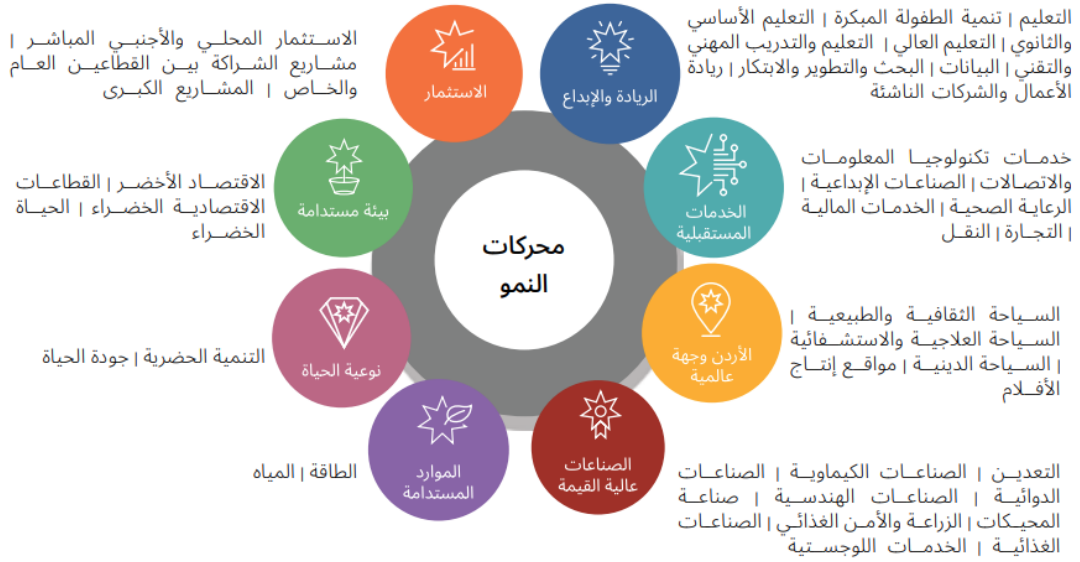 محركات
النمو
الريادة والإبداع
التعليم | تنمية الطفولة المبكرة | التعليم الأساسي
والثانوي | التعليم العالي | التعليم والتدريب المهني
والتقني | البيانات | البحث والتطوير والابتكار | ريادة
الأعمال والشركات الناشئة
الخدمات
المستقبلية
خدمات تكنولوجيا المعلومات
والاتصالات | الصناعات الإبداعية |
الرعاية الصحية | الخدمات المالية
| التجارة | النقل
الأردن وجهة
عالمية
السياحة الثقافية والطبيعية |
السياحة العلاجية والاستشفائية
| السياحة الدينية | مواقع إنتاج
الأفلام
الصناعات
عالية القيمة
التعدين | الصناعات الكيماوية | الصناعات
الدوائية | الصناعات الهندسية | صناعة
المحيكات | الزراعة والأمن الغذائي | الصناعات
الغذائية | الخدمات اللوجستية
الموارد
المستدامة
الطاقة | المياه
نوعية الحياة
التنمية الحضرية | جودة الحياة
بيئة مستدامة
الاقتصاد الأخضر | القطاعات
الاقتصادية الخضراء | الحياة
الخضراء
الاستثمار
الاستثمار المحلي والأجنبي المباشر |
مشاريع الشراكة بين القطاعين العام
والخاص | المشاريع الكبرى